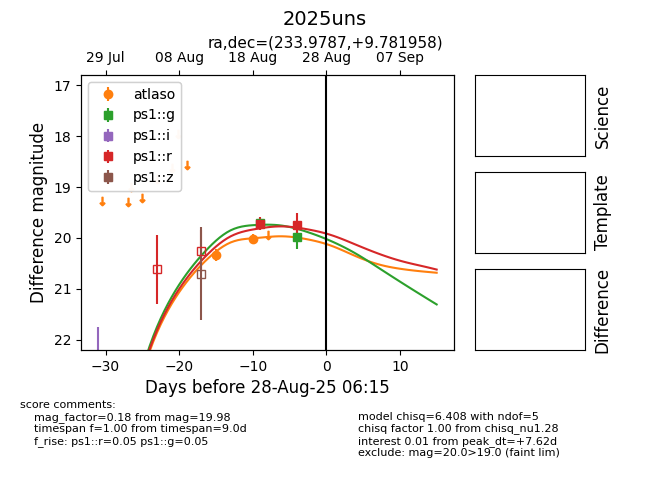 2025uns
ra,dec=(233.9787,+9.781958)
29 Jul 08 Aug 18 Aug 28 Aug 07 Sep
17
18
19
20
21
22
Difference magnitude
atlaso
ps1::g
ps1::i
ps1::r
ps1::z
−30 −20 −10 0 10
Days before 28-Aug-25 06:15
Science
Template
Difference
score comments:
mag_factor=0.18 from mag=19.98
timespan f=1.00 from timespan=9.0d
f_rise: ps1::r=0.05 ps1::g=0.05
model chisq=6.408 with ndof=5
chisq factor 1.00 from chisq_nu1.28
interest 0.01 from peak_dt=+7.62d
exclude: mag=20.0>19.0 (faint lim)